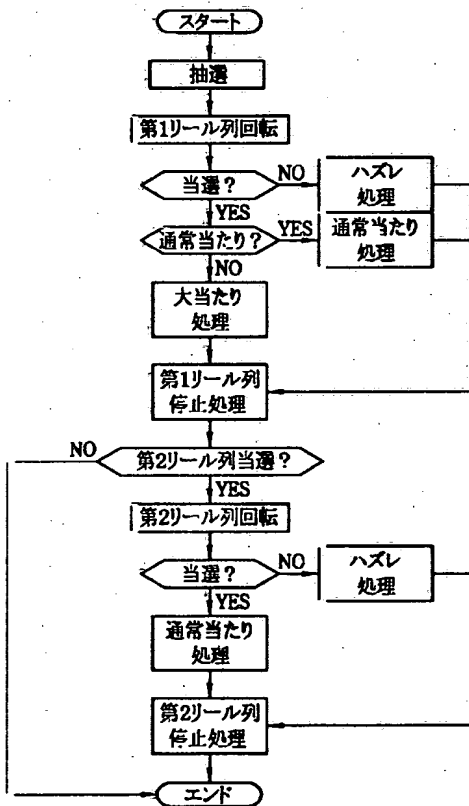 スタート
抽選
第1リール列回転
当選?
NO
ハズレ
処理
YES
通常当たり?
YES
通常当たり
処理
NO
大当たり
処理
第1リール列
停止処理
NO
第2リール列当選?
YES
第2リール列回転
当選?
NO
ハズレ
処理
YES
通常当たり
処理
第2リール列
停止処理
エンド